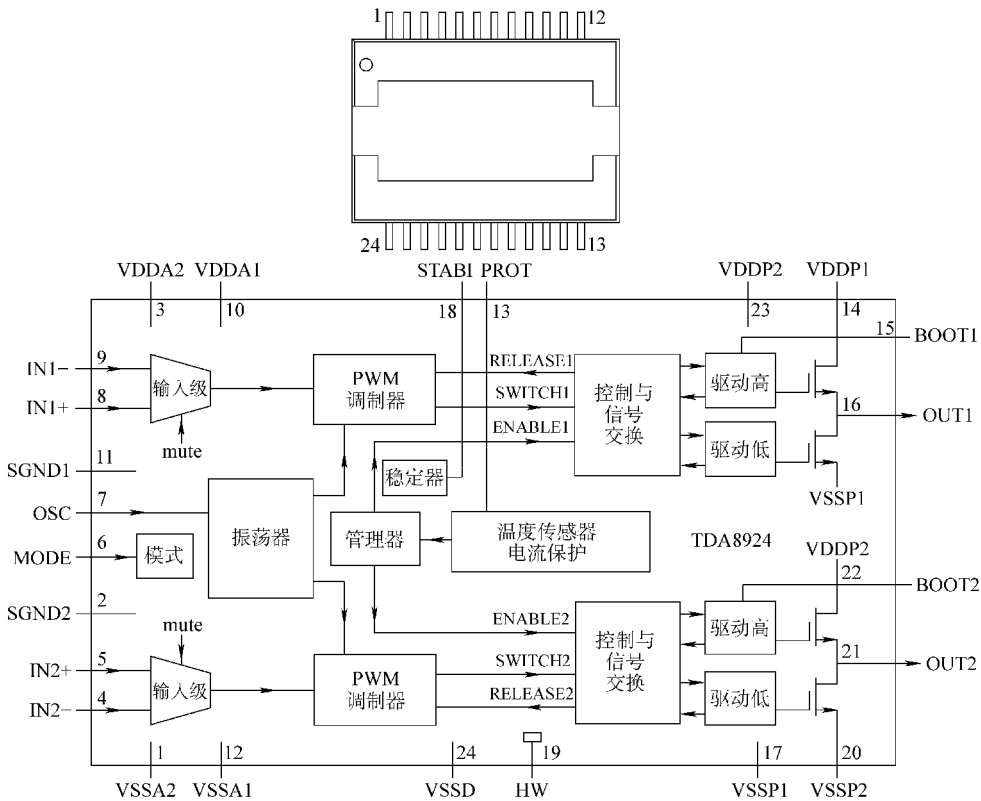 1
12
24
13
VDDA2
VDDA1
STABI
PROT
VDDP2
VDDP1
3
10
18
13
23
14
15
BOOT1
IN1−
9
输入级
PWM
调制器
RELEASE1
控制与
信号
交换
驱动高
IN1+
8
SWITCH1
16
OUT1
mute
ENABLE1
驱动低
SGND1
11
稳定器
VSSP1
OSC
7
振荡器
管理器
温度传感器
电流保护
TDA8924
MODE
6
模式
VDDP2
22
BOOT2
SGND2
2
mute
ENABLE2
控制与
信号
交换
驱动高
IN2+
5
输入级
PWM
调制器
SWITCH2
21
OUT2
IN2−
4
RELEASE2
驱动低
1
12
24
19
17
20
VSSA2
VSSA1
VSSD
HW
VSSP1
VSSP2